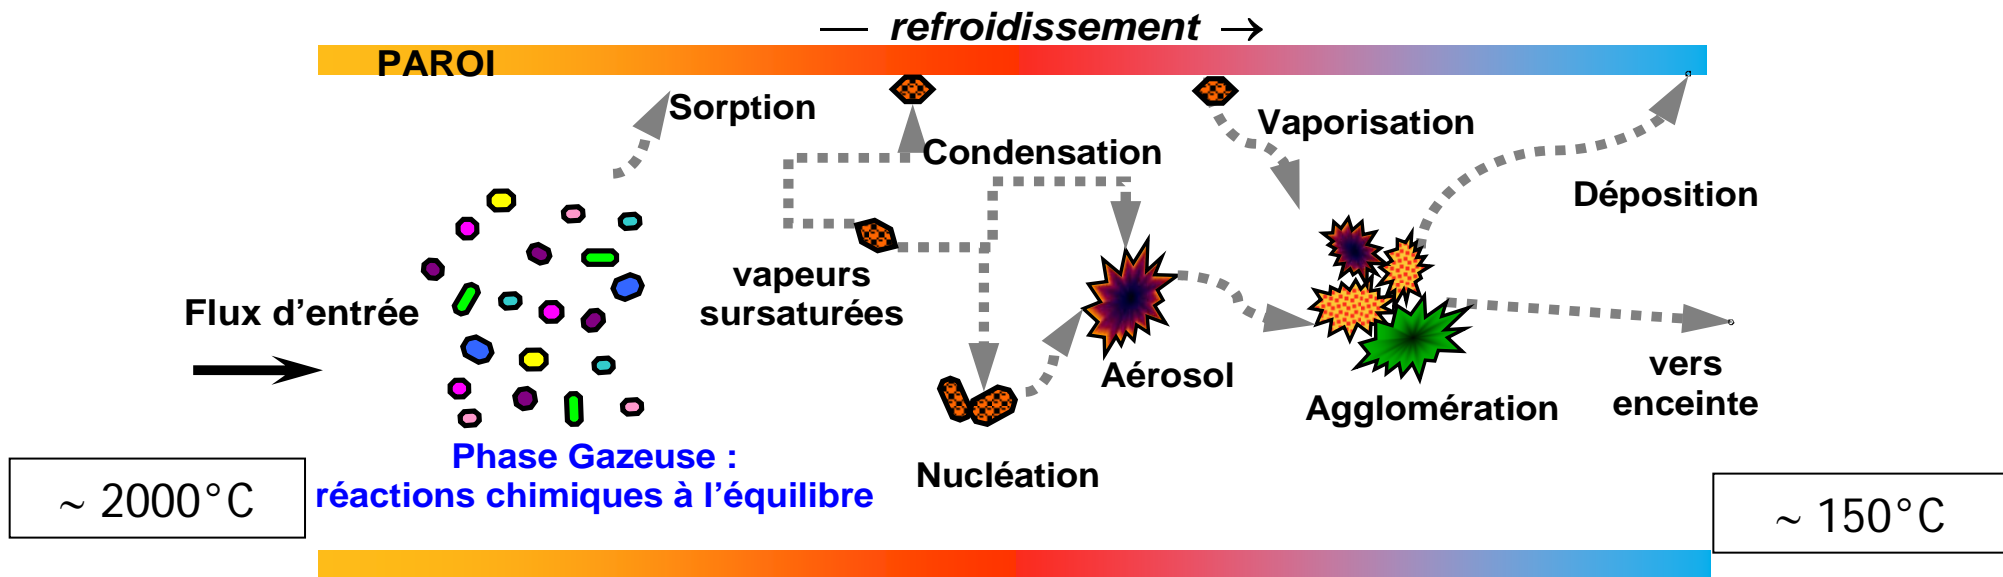 — refroidissement →
PAROI
Sorption
Vaporisation
Condensation
Déposition
vapeurs
sursaturées
Flux d’entrée
Aérosol
vers
enceinte
Agglomération
Phase Gazeuse :
réactions chimiques à l’équilibre
Nucléation
~ 2000°C
~ 150°C